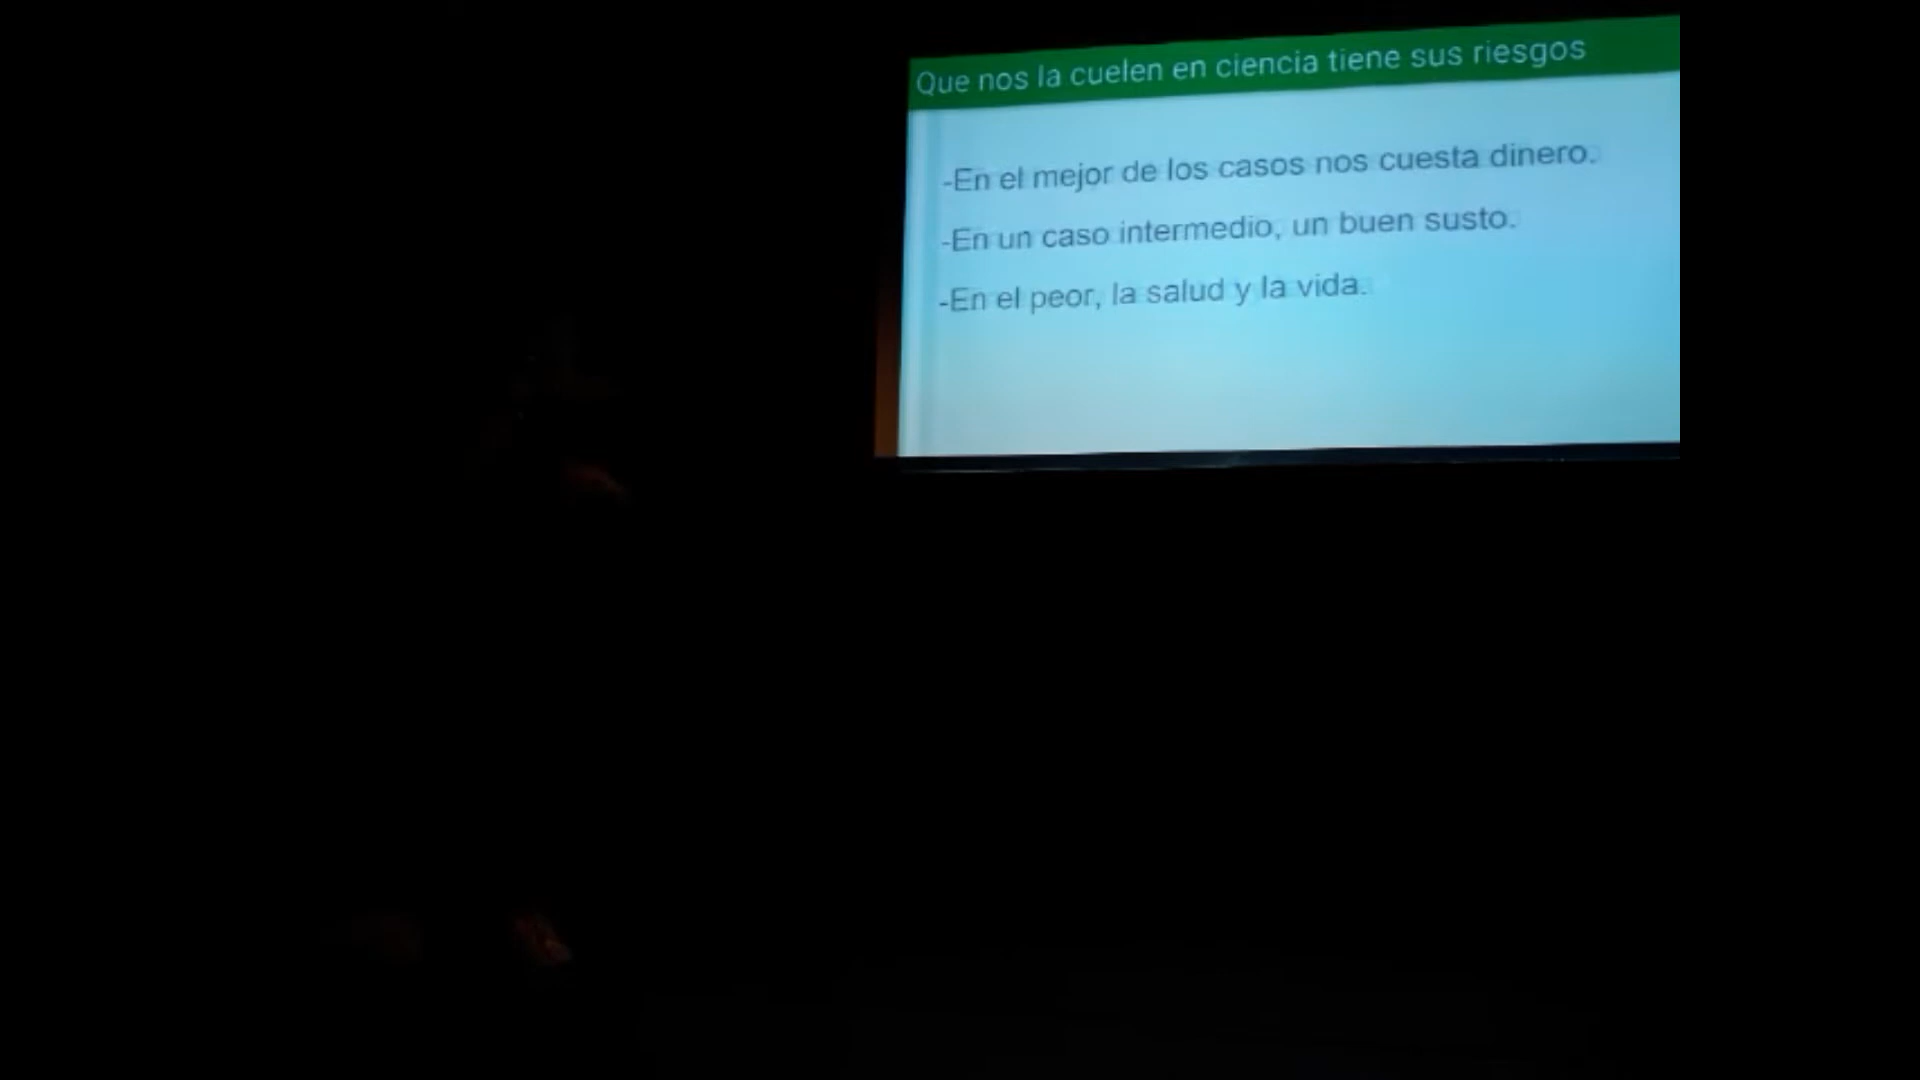 Que nos la cuelen en ciencia tiene sus riesgos
-En el mejor de los casos nos cuesta dinero.
-En un caso intermedio, un buen susto.
-En el peor, la salud y la vida.